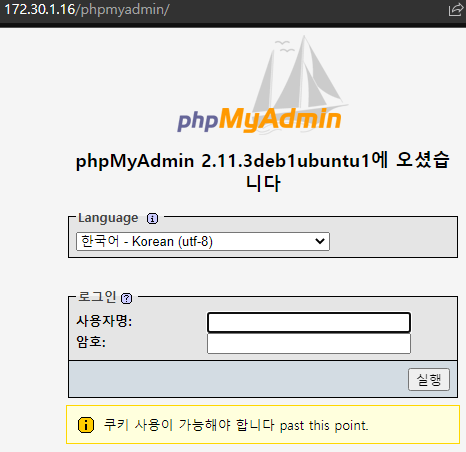 172.30.1.16/phpmyadmin/
phpMyAdmin
phpMyAdmin 2.11.3deb1ubuntu1에 오셨습
니다
Language
한국어 - Korean (utf-8)
로그인
사용자명:
암호:
실행
쿠키 사용이 가능해야 합니다 past this point.